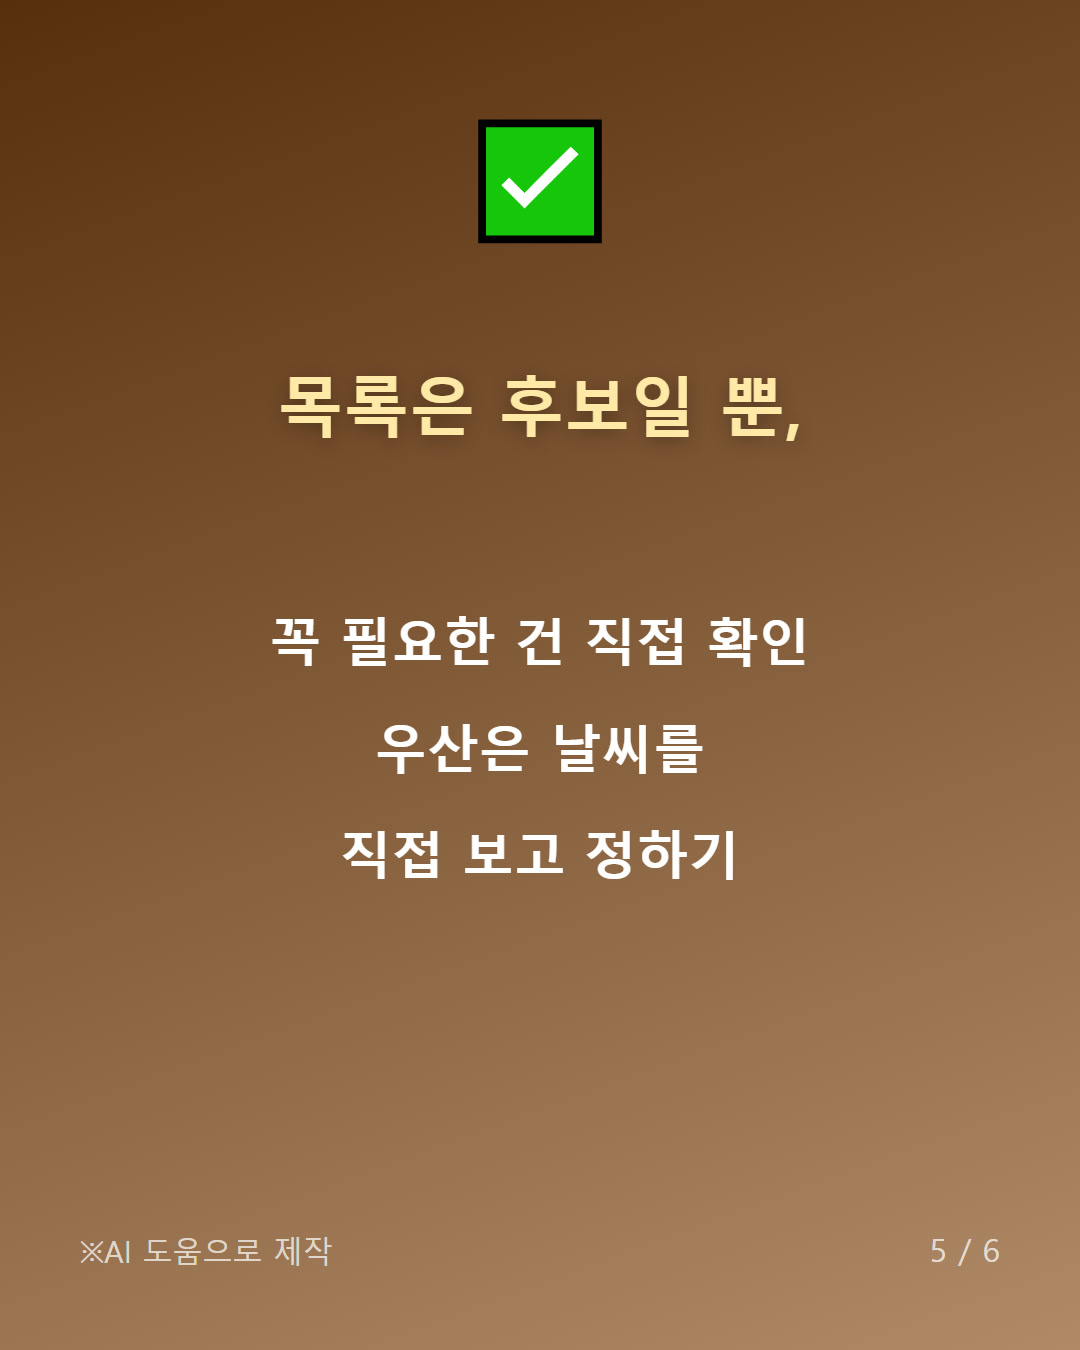 목록은 후보일 뿐,
꼭 필요한 건 직접 확인
우산은 날씨를
직접 보고 정하기
※AI 도움으로 제작
5 / 6